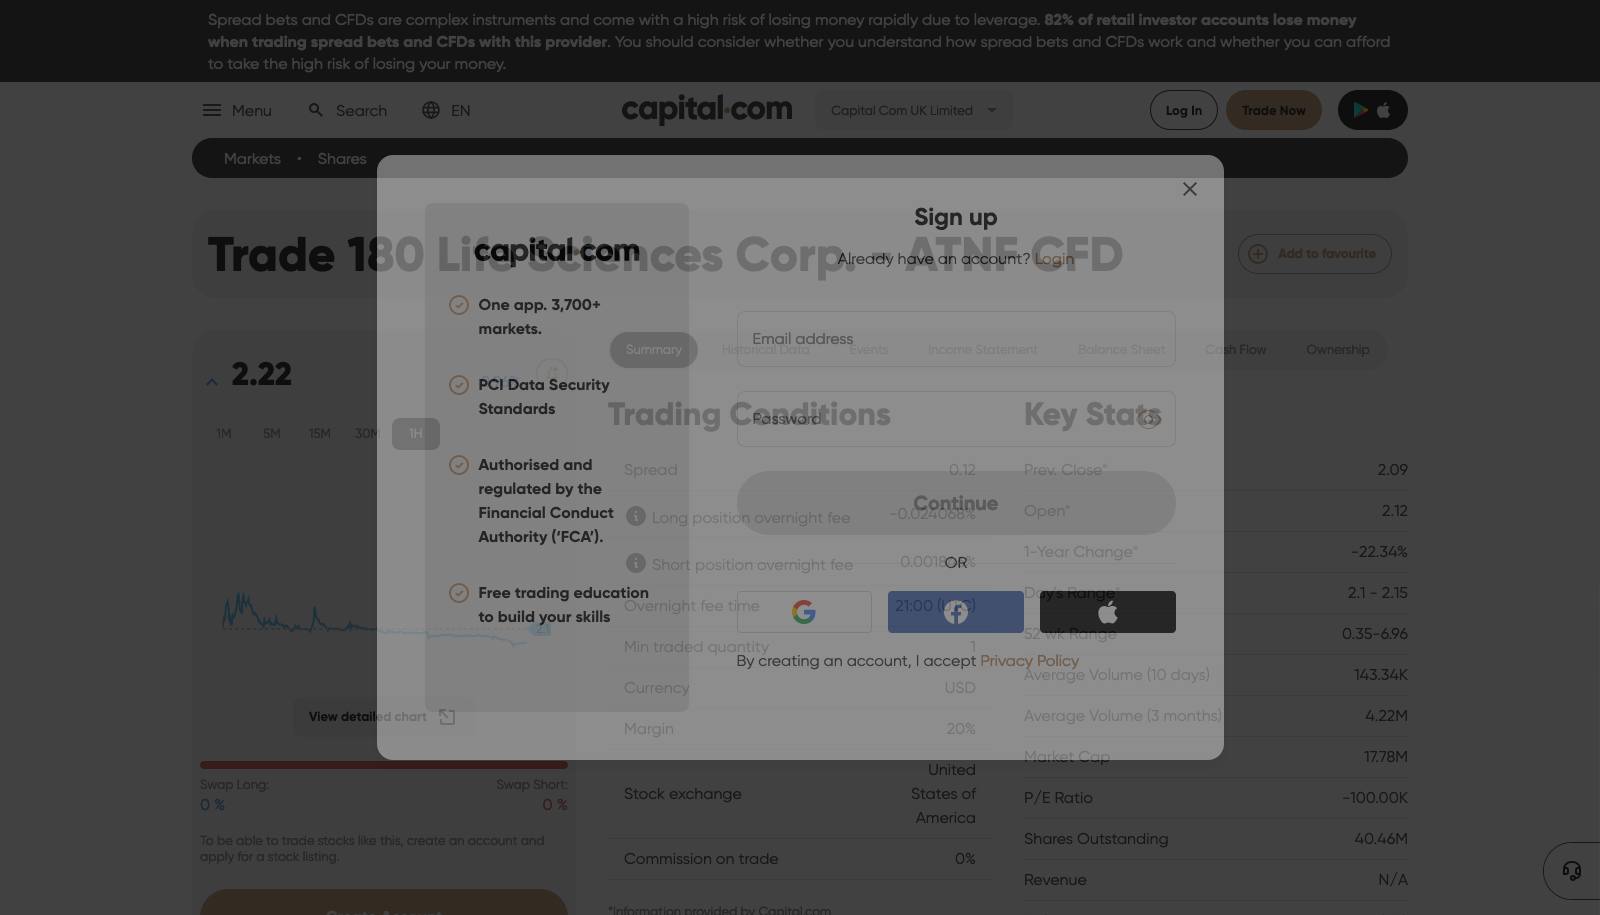 Spread bets and CFDs are complex instruments and come with a high risk of losing money rapidly due to leverage. 82% of retail investor accounts lose money
when trading spread bets and CFDs with this provider. You should consider whether you understand how spread bets and CFDs work and whether you can afford
to take the high risk of losing your money.
Menu
Search
EN
capital.com
Capital Com UK Limited
Log In
Trade Now
Markets • Shares
Trade 180 Life Sciences Corp. - ATNF CFD
Add to favourite
capital.com
One app. 3,700+
markets.
PCI Data Security
Standards
Authorised and
regulated by the
Financial Conduct
Authority (‘FCA’).
Free trading education
to build your skills
Sign up
Already have an account? Login
Email address
Password
Continue
OR
By creating an account, I accept Privacy Policy
2.22
1M 5M 15M 30M 1H
2.1
View detailed chart
Swap Long: Swap Short:
0 % 0 %
To be able to trade stocks like this, create an account and
apply for a stock listing.
Create Account
Summary Historical Data Events Income Statement Balance Sheet Cash Flow Ownership
Trading Conditions
Spread 0.12
Long position overnight fee -0.024068%
Short position overnight fee
Overnight fee time 21:00 (UTC)
Min traded quantity 1
Currency USD
Margin 20%
Stock exchange United
States of
America
Commission on trade 0%
*Information provided by Capital.com
Key Stats
Prev. Close* 2.09
Open* 2.12
1-Year Change* -22.34%
Day's Range* 2.1 - 2.15
52 wk Range 0.35-6.96
Average Volume (10 days) 143.34K
Average Volume (3 months) 4.22M
Market Cap 17.78M
P/E Ratio -100.00K
Shares Outstanding 40.46M
Revenue N/A